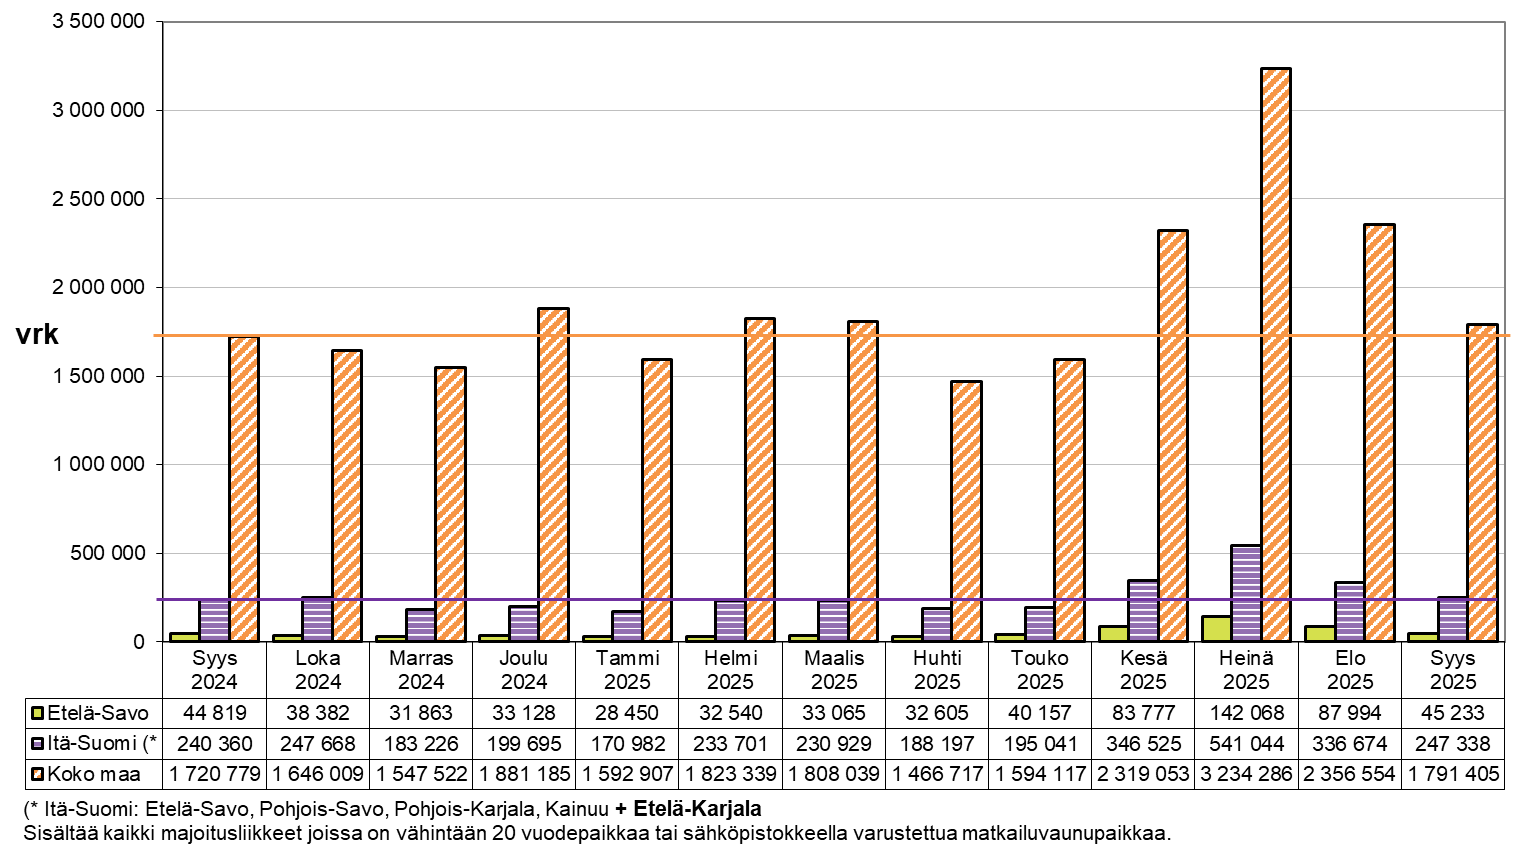 3 500 000
3 000 000
2 500 000
2 000 000
vrk
1 500 000
1 000 000
500 000
0
Syys 2024 Loka 2024 Marras 2024 Joulu 2024 Tammi 2025 Helmi 2025 Maalis 2025 Huhti 2025 Touko 2025 Kesä 2025 Heinä 2025 Elo 2025 Syys 2025
Etelä-Savo 44 819 38 382 31 863 33 128 28 450 32 540 33 065 32 605 40 157 83 777 142 068 87 994 45 233
Itä-Suomi (* 240 360 247 668 183 226 199 695 170 982 233 701 230 929 188 197 195 041 346 525 541 044 336 674 247 338
Koko maa 1 720 779 1 646 009 1 547 522 1 881 185 1 592 907 1 823 339 1 808 039 1 466 717 1 594 117 2 319 053 3 234 286 2 356 554 1 791 405
(* Itä-Suomi: Etelä-Savo, Pohjois-Savo, Pohjois-Karjala, Kainuu + Etelä-Karjala
Sisältää kaikki majoitusliikkeet joissa on vähintään 20 vuodepaikkaa tai sähköpistokkeella varustettua matkailuvaunupaikkaa.